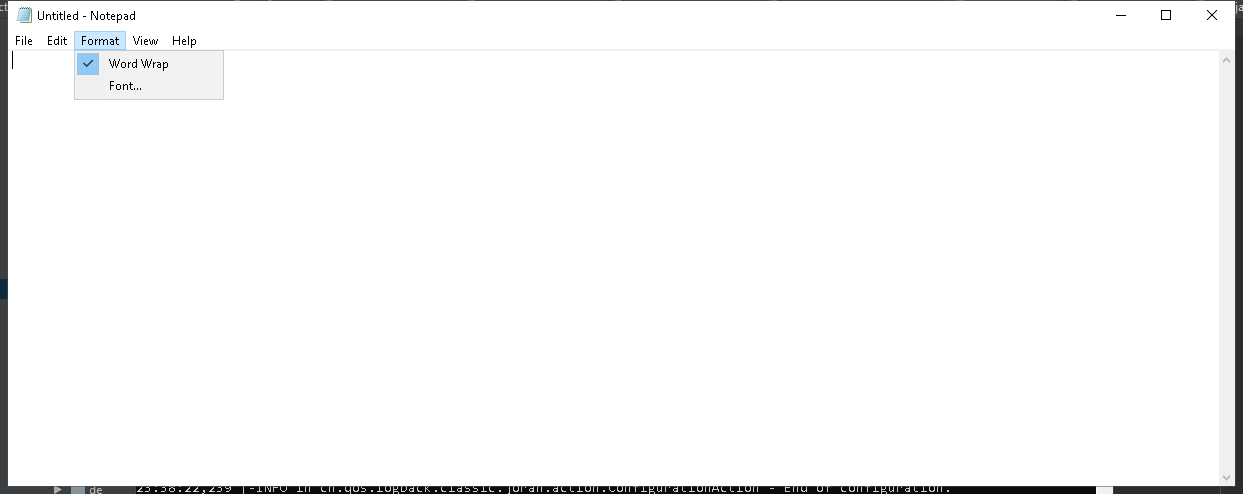 Untitled - Notepad
File Edit Format View Help
Word Wrap
Font...
de 23:38:22,259 |-INFO in ch.qos.logback.classic.joran.action.ConfigurationAction - End of configuration.